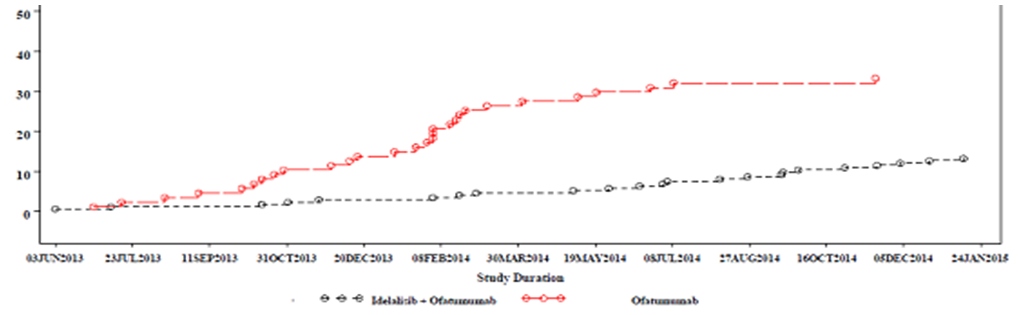 50
40
30
20
10
0
03JUN2013 23JUL2013 11SEP2013 31OCT2013 20DEC2013 08FEB2014 30MAR2014 19MAY2014 08JUL2014 27AUG2014 16OCT2014 05DEC2014 24JAN2015
Study Duration
Idelalisib + Ofatumumab Ofatumumab